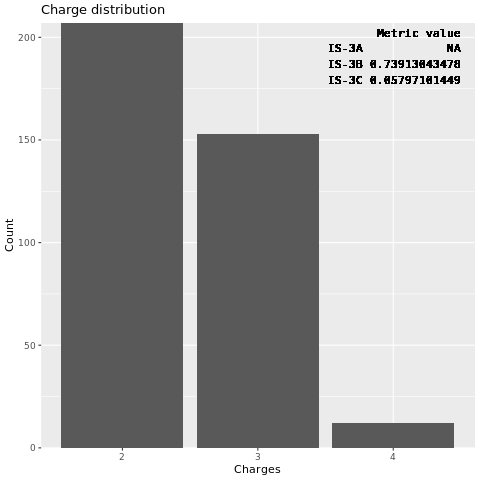 Charge distribution
Metric value
IS-3A NA
IS-3B 0.73913043478
IS-3C 0.05797101449
200
150
100
50
0
Count
2 3 4
Charges